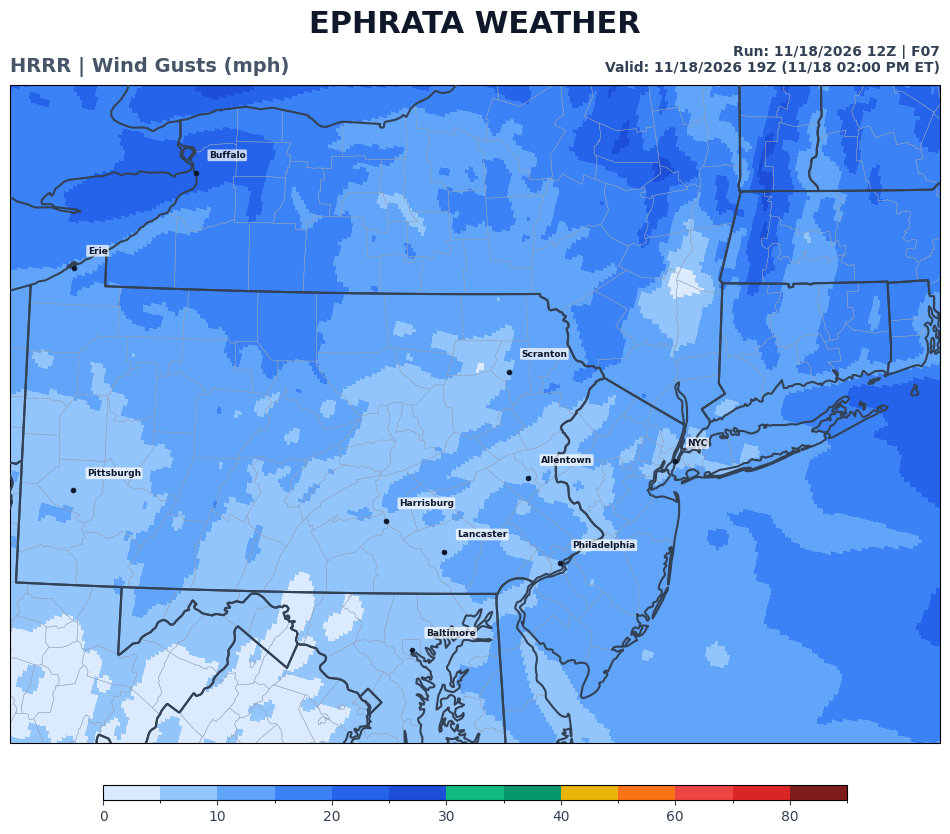 EPHRATA WEATHER
HRRR | Wind Gusts (mph)
Run: 11/18/2026 12Z | F07
Valid: 11/18/2026 19Z (11/18 02:00 PM ET)
Buffalo
Erie
Scranton
NYC
Allentown
Pittsburgh
Harrisburg
Lancaster
Philadelphia
Baltimore
0 10 20 30 40 60 80